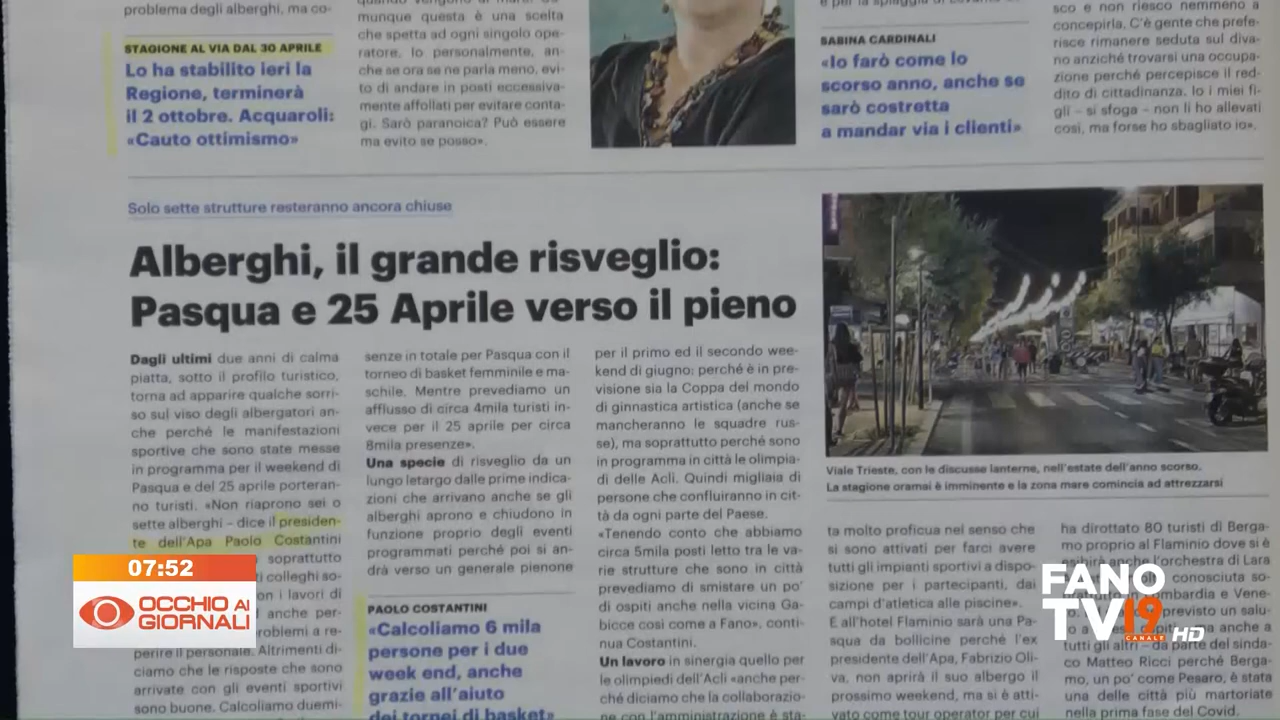 problema degli alberghi, ma co-
STAGIONE AL VIA DAL 30 APRILE
Lo ha stabilito ieri la
Regione, terminerà
il 2 ottobre. Acquaroli:
«Cauto ottimismo»
munque questa è una scelta
che spetta ad ogni singolo ope-
ratore. Io personalmente, an-
che se ora se ne parla meno, evi-
to di andare in posti eccessiva-
mente affollati per evitare conta-
gi. Sarò paranoica? Può essere
ma evito se posso».
SABINA CARDINALI
«Io farò come lo
scorso anno, anche se
sarò costretta
a mandar via i clienti»
sco e non riesco nemmeno a
concepirla. C'è gente che prefe-
risce rimanere seduta sul diva-
no anziché trovarsi una occupa-
zione perché percepisce il red-
dito di cittadinanza. Io i miei fi-
gli – si sfoga – non li ho allevati
così, ma forse ho sbagliato io».
Solo sette strutture resteranno ancora chiuse
Alberghi, il grande risveglio:
Pasqua e 25 Aprile verso il pieno
Dagli ultimi due anni di calma
piatta, sotto il profilo turistico,
torna ad apparire qualche sorri-
so sul viso degli albergatori an-
che perché le manifestazioni
sportive che sono state messe
in programma per il weekend di
Pasqua e del 25 aprile porteran-
no turisti. «Non riaprono sei o
sette alberghi – dice il presiden-
te dell'Apa Paolo Costantini
soprattutto
colleghi so-
i lavori di
anche per-
problemi a re-
perire il personale. Altrimenti di-
ciamo che le risposte che sono
arrivate con gli eventi sportivi
sono buone. Calcoliamo duemi-
senze in totale per Pasqua con il
torneo di basket femminile e ma-
schile. Mentre prevediamo un
afflusso di circa 4mila turisti in-
vece per il 25 aprile per circa
8mila presenze».
Una specie di risveglio da un
lungo letargo dalle prime indica-
zioni che arrivano anche se gli
alberghi aprono e chiudono in
funzione proprio degli eventi
programmati perché poi si an-
drà verso un generale pienone
PAOLO COSTANTINI
«Calcoliamo 6 mila
persone per i due
week end, anche
grazie all'aiuto
dei tornei di basket»
per il primo ed il secondo wee-
kend di giugno: perché è in pre-
visione sia la Coppa del mondo
di ginnastica artistica (anche se
mancheranno le squadre rus-
se), ma soprattutto perché sono
in programma in città le olimpia-
di delle Acli. Quindi migliaia di
persone che confluiranno in cit-
tà da ogni parte del Paese.
«Tenendo conto che abbiamo
circa 5mila posti letto tra le va-
rie strutture che sono in città
prevediamo di smistare un po'
di ospiti anche nella vicina Ga-
bicce così come a Fano», conti-
nua Costantini.
Un lavoro in sinergia quello per
le olimpiedi dell'Acli «anche per-
ché diciamo che la collaborazio-
ne con l'amministrazione è sta-
Viale Trieste, con le discusse lanterne, nell'estate dell'anno scorso.
La stagione oramai è imminente e la zona mare comincia ad attrezzarsi
ta molto proficua nel senso che
si sono attivati per farci avere
tutti gli impianti sportivi a dispo-
sizione per i partecipanti, dai
campi d'atletica alle piscine».
E all'hotel Flaminio sarà una Pa-
squa da bollicine perché l'ex
presidente dell'Apa, Fabrizio Oli-
va, non aprirà il suo albergo il
prossimo weekend, ma si è atti-
vato come tour operator per cui
ha dirottato 80 turisti di Berga-
mo proprio al Flaminio dove si è
esibirà anche l'orchestra di Lara
conosciuta so-
Lombardia e Vene-
previsto un salu-
ma anche a
tutti gli altri – da parte del sinda-
co Matteo Ricci perché Berga-
mo, un po' come Pesaro, è stata
una delle città più martoriate
nella prima fase del Covid.
07:52
OCCHIO AI
GIORNALI
FANO
TV19
CANALE
HD